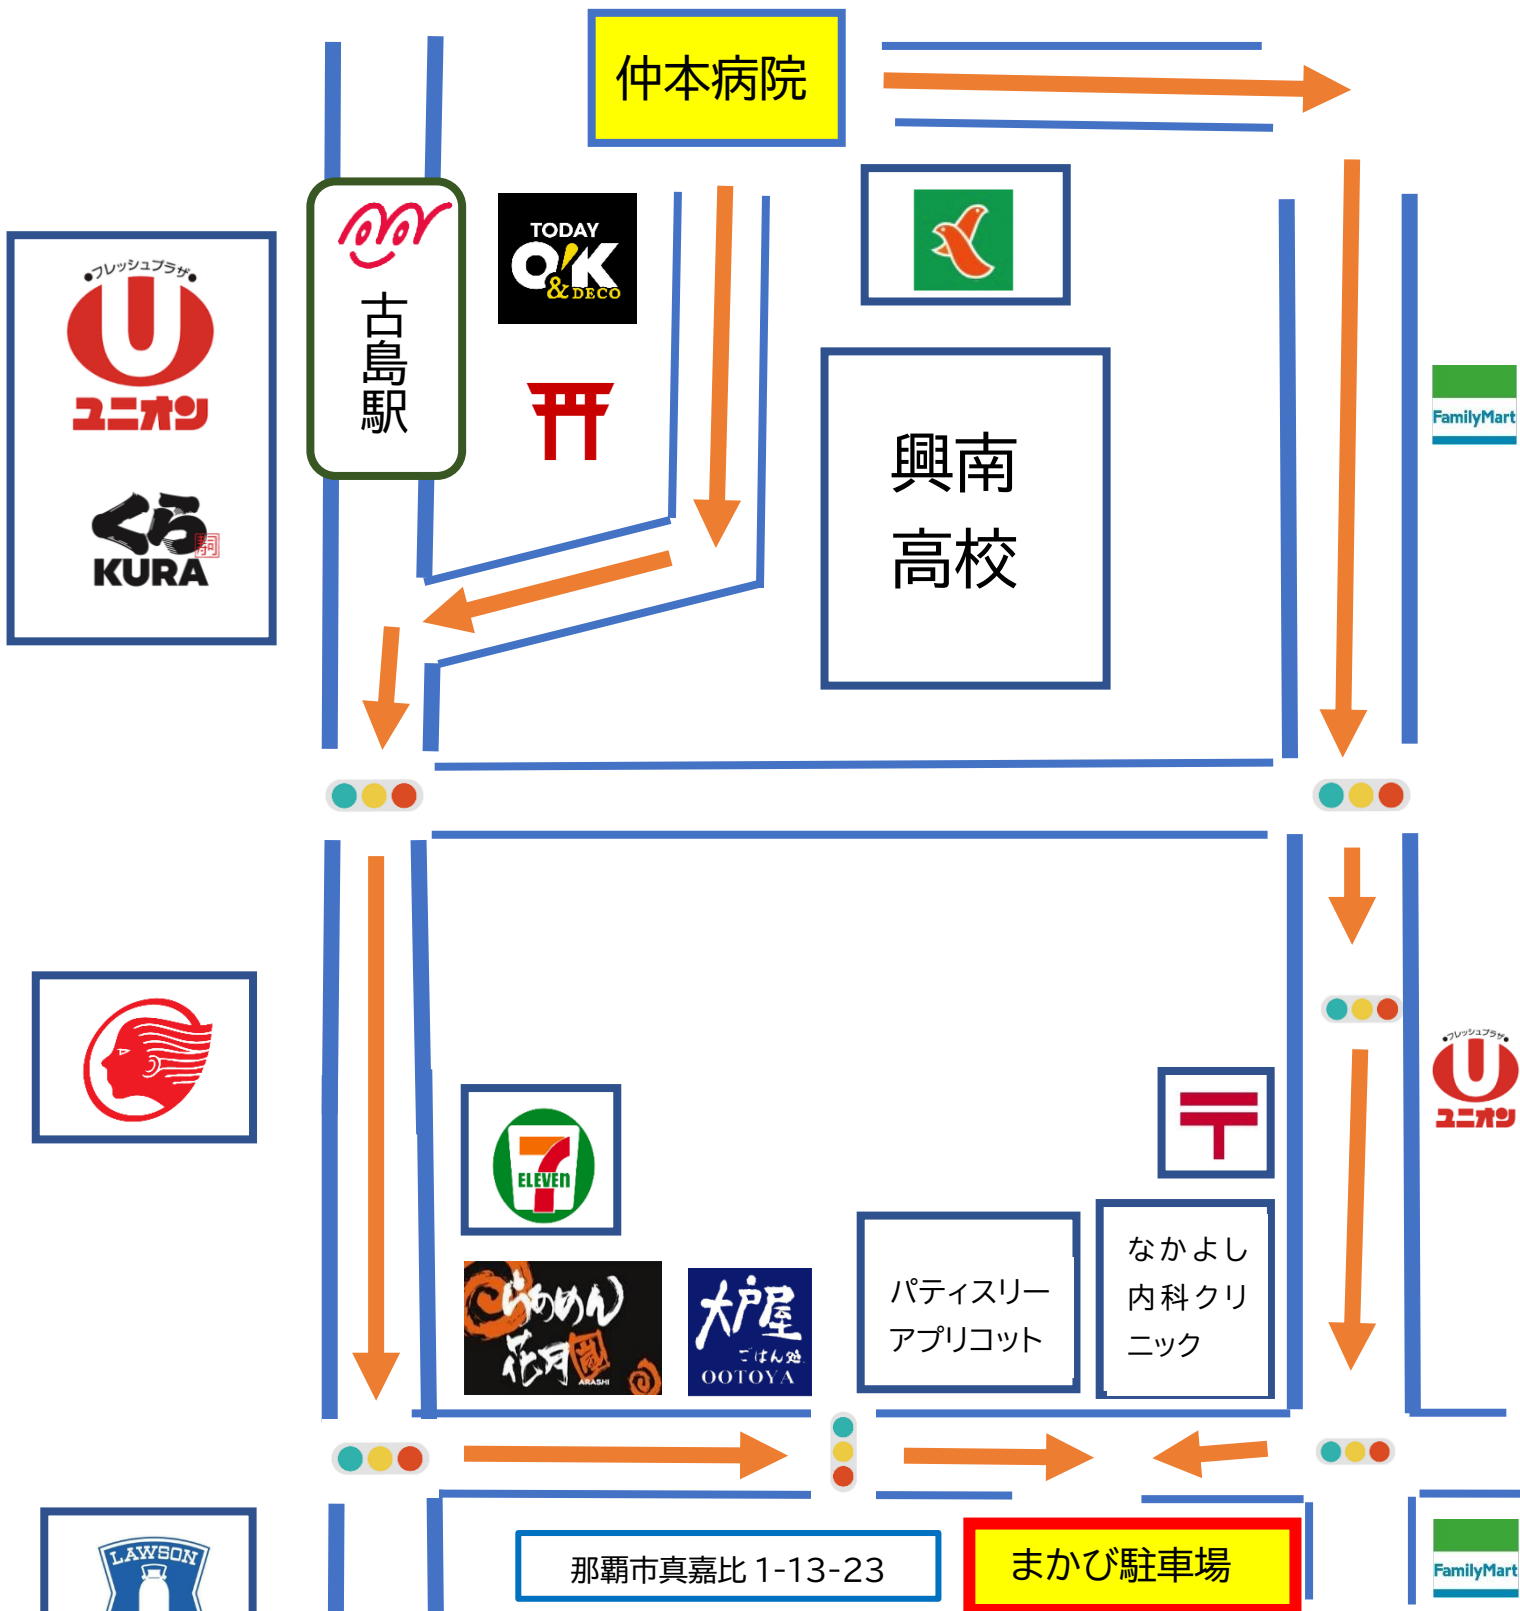 仲本病院
フレッシュプラザ
ユニオン
くら
KURA
古島駅
TODAY
O!K
& DECO
興南
高校
FamilyMart
フレッシュプラザ
ユニオン
7
ELEVEn
〒
らぁめん
花月嵐
ARASHI
大戸屋
ごはん処
OOTOYA
パティスリー
アプリコット
なかよし
内科クリ
ニック
LAWSON
那覇市真嘉比 1-13-23
まかび駐車場
FamilyMart